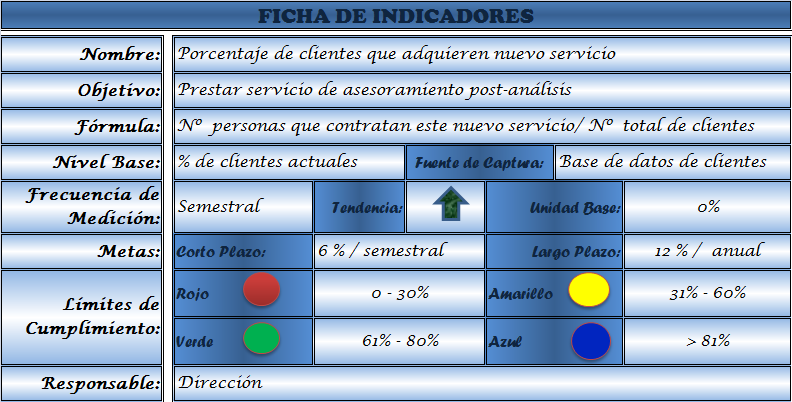 FICHA DE INDICADORES
Nombre: Porcentaje de clientes que adquieren nuevo servicio
Objetivo: Prestar servicio de asesoramiento post-análisis
Fórmula: Nº personas que contratan este nuevo servicio/ Nº total de clientes
Nivel Base: % de clientes actuales Fuente de Captura: Base de datos de clientes
Frecuencia de
Medición: Semestral Tendencia: Unidad Base: 0%
Metas: Corto Plazo: 6 % / semestral Largo Plazo: 12 % / anual
Límites de
Cumplimiento:
Rojo 0 - 30% Amarillo 31% - 60%
Verde 61% - 80% Azul > 81%
Responsable: Dirección